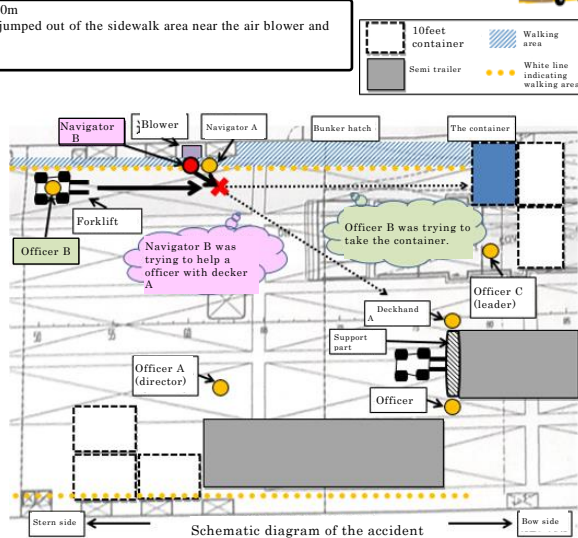 0m
jumped out of the sidewalk area near the air blower and
10feet
container
Walking
area
Semi trailer
White line
indicating
walking area
Navigator
B
Blower
Navigator A
Bunker hatch
The container
Officer B
Forklift
Navigator B was
trying to help a
officer with decker
A
Officer B was trying to
take the container.
Officer C
(leader)
Deckhand
A
Support
part
Officer A
(director)
Officer
Stern side
Schematic diagram of the accident
Bow side